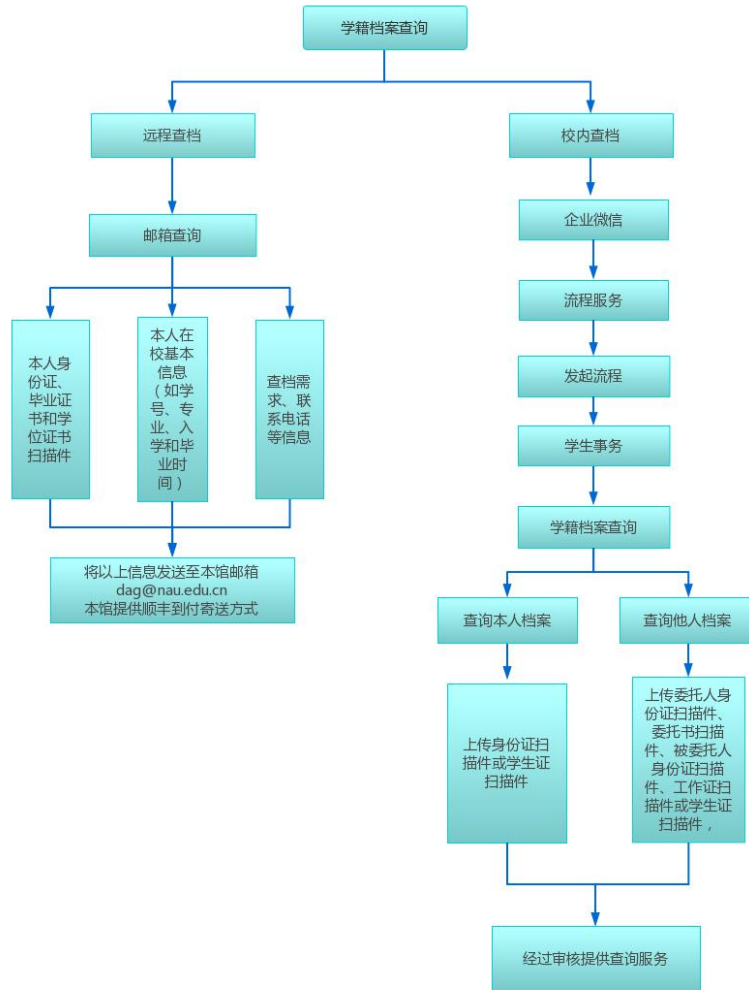 学籍档案查询
远程查档
校内查档
邮箱查询
企业微信
流程服务
发起流程
学生事务
学籍档案查询
本人身
份证、
毕业证
书和学
位证书
扫描件
本人在
校基本
信息
（如学
号、专
业、入
学和毕
业时
间）
查档需
求、联
系电话
等信息
将以上信息发送至本馆邮箱
dag@nau.edu.cn
本馆提供顺丰到付寄送方式
查询本人档案
查询他人档案
上传身份证扫
描件或学生证
扫描件
上传委托人身
份证扫描件、
委托书扫描
件、被委托人
身份证扫描
件、工作证扫
描件或学生证
扫描件，
经过审核提供查询服务